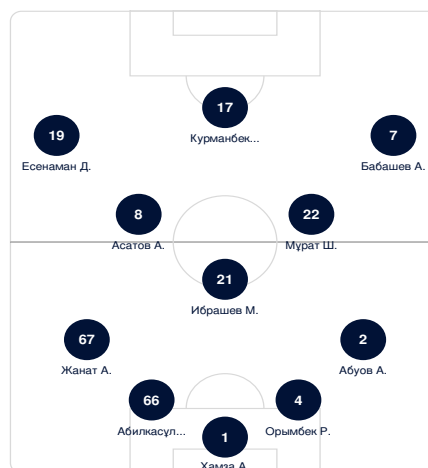 17
Курманбек...
19
Есенаман Д.
7
Бабашев А.
8
Асатов А.
22
Мұрат Ш.
21
Ибрашев М.
67
Жанат А.
2
Абуов А.
66
Абилкасұл...
4
Орымбек Р.
1
Хамза А.